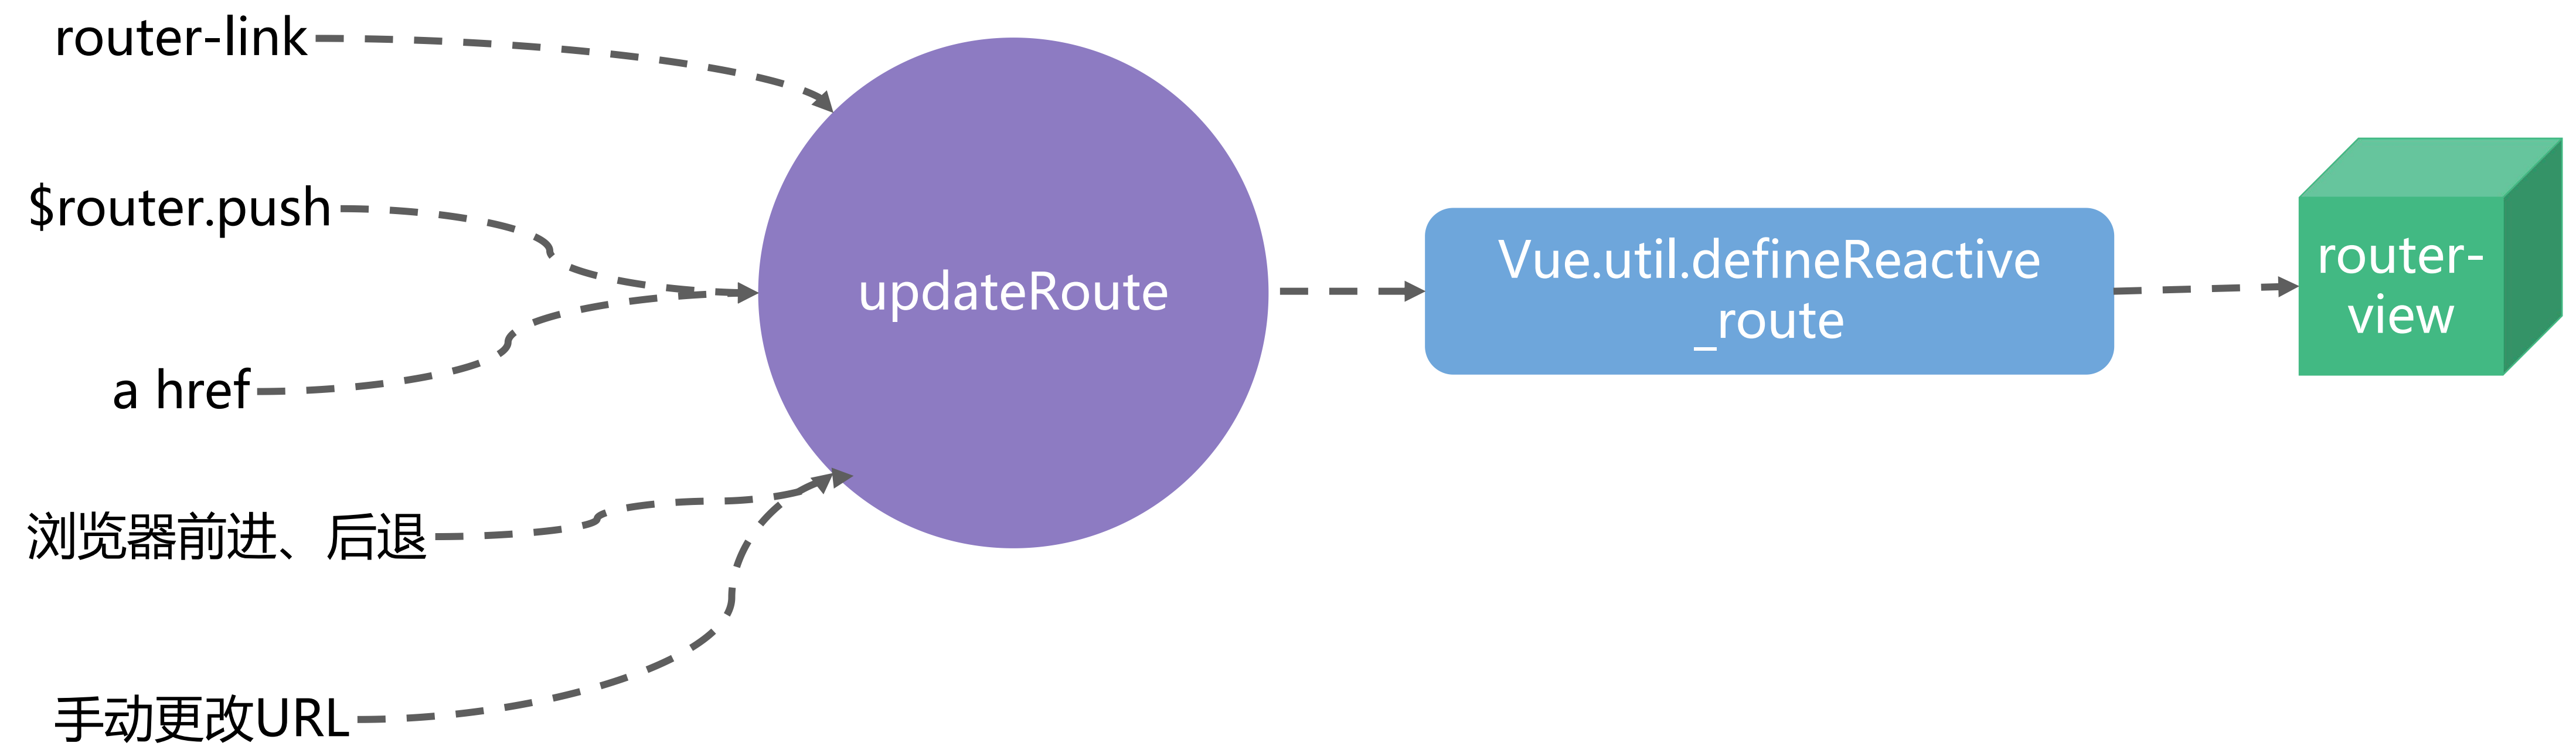 router-link
$router.push
a href
浏览器前进、后退
手动更改URL
updateRoute
Vue.util.defineReactive
_route
router-
view